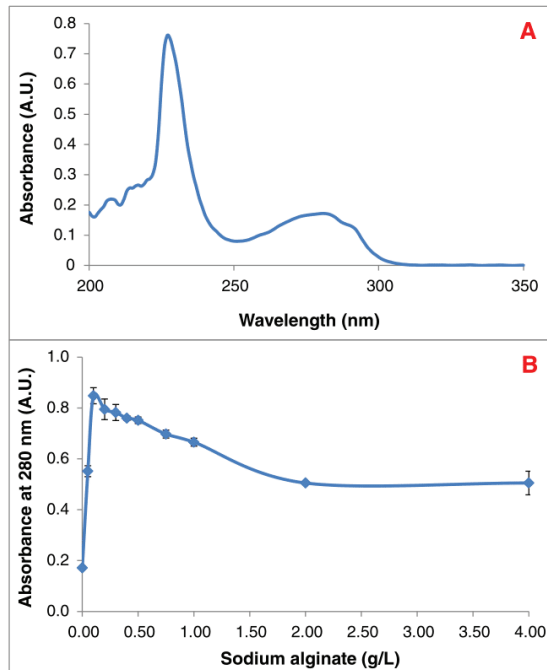 A
Absorbance (A.U.)
0.8
0.7
0.6
0.5
0.4
0.3
0.2
0.1
0
200 250 300 350
Wavelength (nm)
B
Absorbance at 280 nm (A.U.)
1.0
0.8
0.6
0.4
0.2
0.0
0.00 0.50 1.00 1.50 2.00 2.50 3.00 3.50 4.00
Sodium alginate (g/L)